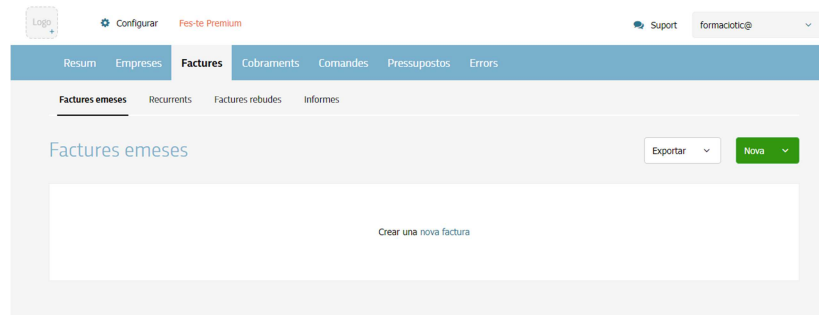 Logo
+
Configurar Fes-te Premium Suport formaciotic@
Resum Empreses Factures Cobraments Comandes Pressupostos Errors
Factures emeses Recurrents Factures rebudes Informes
Factures emeses Exportar Nova
Crear una nova factura